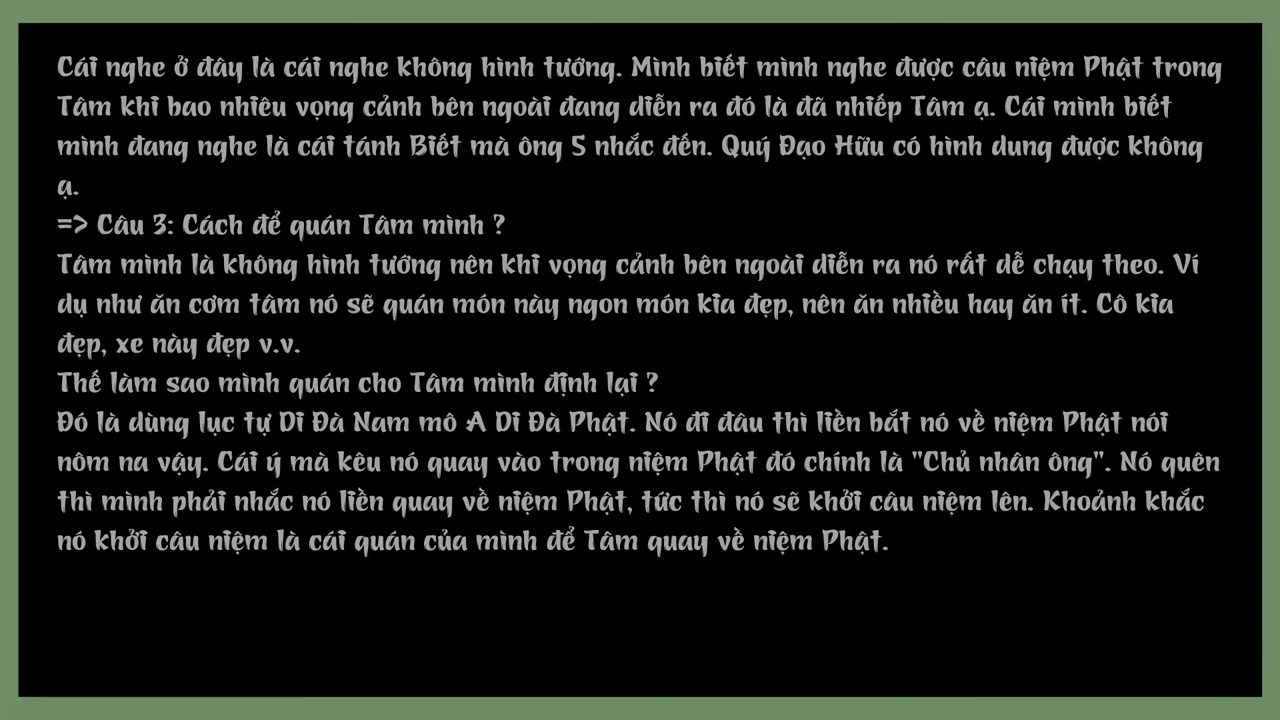 Cái nghe ở đây là cái nghe không hình tướng. Mình biết mình nghe được câu niệm Phật trong
Tâm khi bao nhiêu vọng cảnh bên ngoài đang diễn ra đó là đã nhiếp Tâm ạ. Cái mình biết
mình đang nghe là cái tánh Biết mà ông 5 nhắc đến. Quý Đạo Hữu có hình dung được không
ạ.
=> Câu 3: Cách để quán Tâm mình ?
Tâm mình là không hình tướng nên khi vọng cảnh bên ngoài diễn ra nó rất dễ chạy theo. Ví
dụ như ăn cơm tâm nó sẽ quán món này ngon món kia đẹp, nên ăn nhiều hay ăn ít. Cô kia
đẹp, xe này đẹp v.v.
Thế làm sao mình quán cho Tâm mình định lại ?
Đó là dùng lục tự Di Đà Nam mô A Di Đà Phật. Nó đi đâu thì liền bắt nó về niệm Phật nói
nôm na vậy. Cái ý mà kêu nó quay vào trong niệm Phật đó chính là "Chủ nhân ông". Nó quên
thì mình phải nhắc nó liền quay về niệm Phật, tức thì nó sẽ khởi câu niệm lên. Khoảnh khắc
nó khởi câu niệm là cái quán của mình để Tâm quay về niệm Phật.